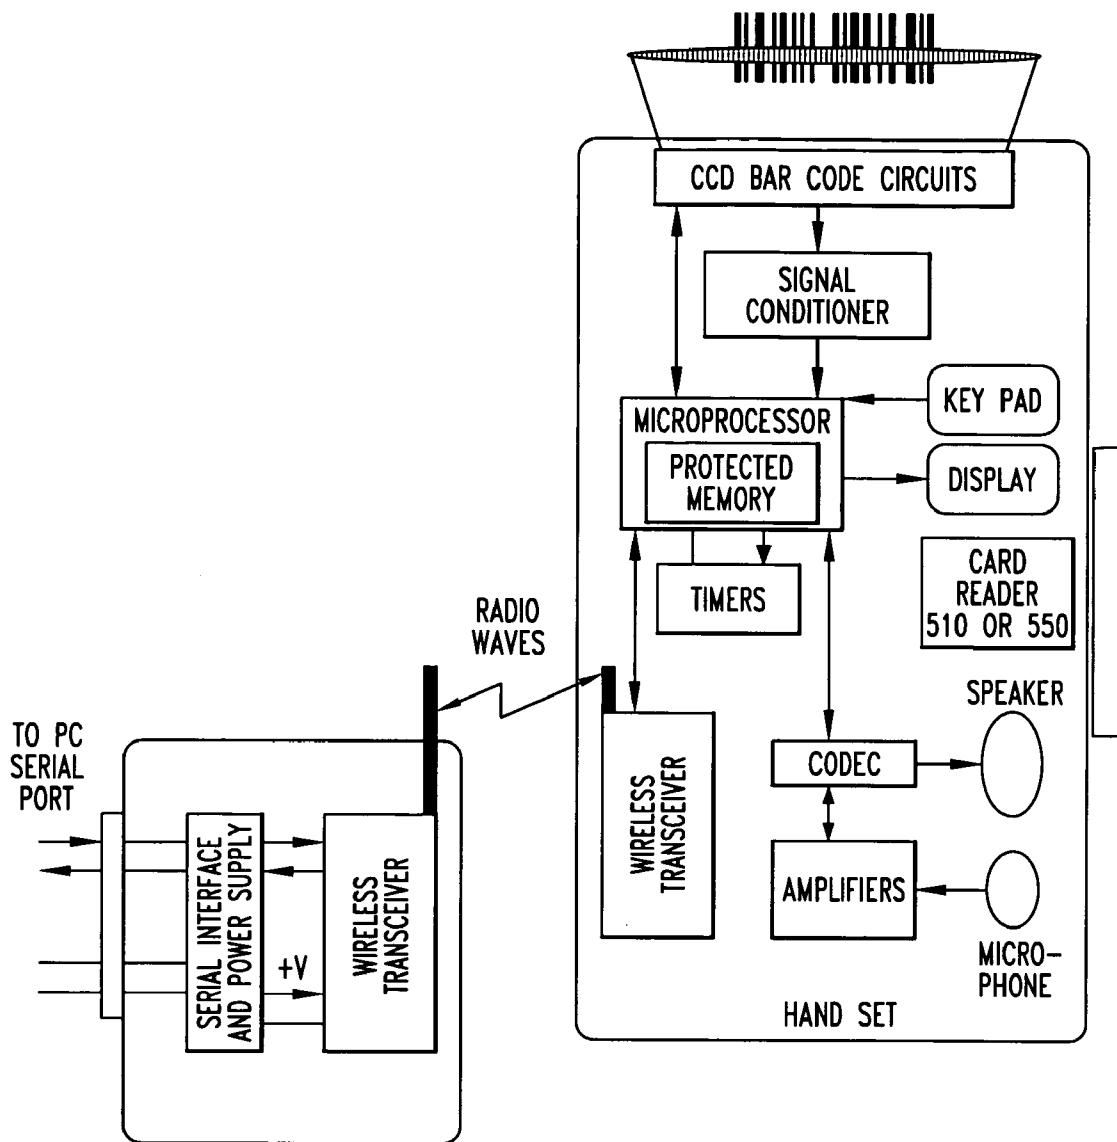 CCD BAR CODE CIRCUITS
SIGNAL
CONDITIONER
KEY PAD
MICROPROCESSOR
PROTECTED
MEMORY
DISPLAY
TIMERS
CARD
READER
510 OR 550
RADIO
WAVES
SPEAKER
TO PC
SERIAL
PORT
CODEC
WIRELESS
TRANSCEIVER
SERIAL INTERFACE
AND POWER SUPPLY
+V
WIRELESS
TRANSCEIVER
AMPLIFIERS
MICRO-
PHONE
HAND SET